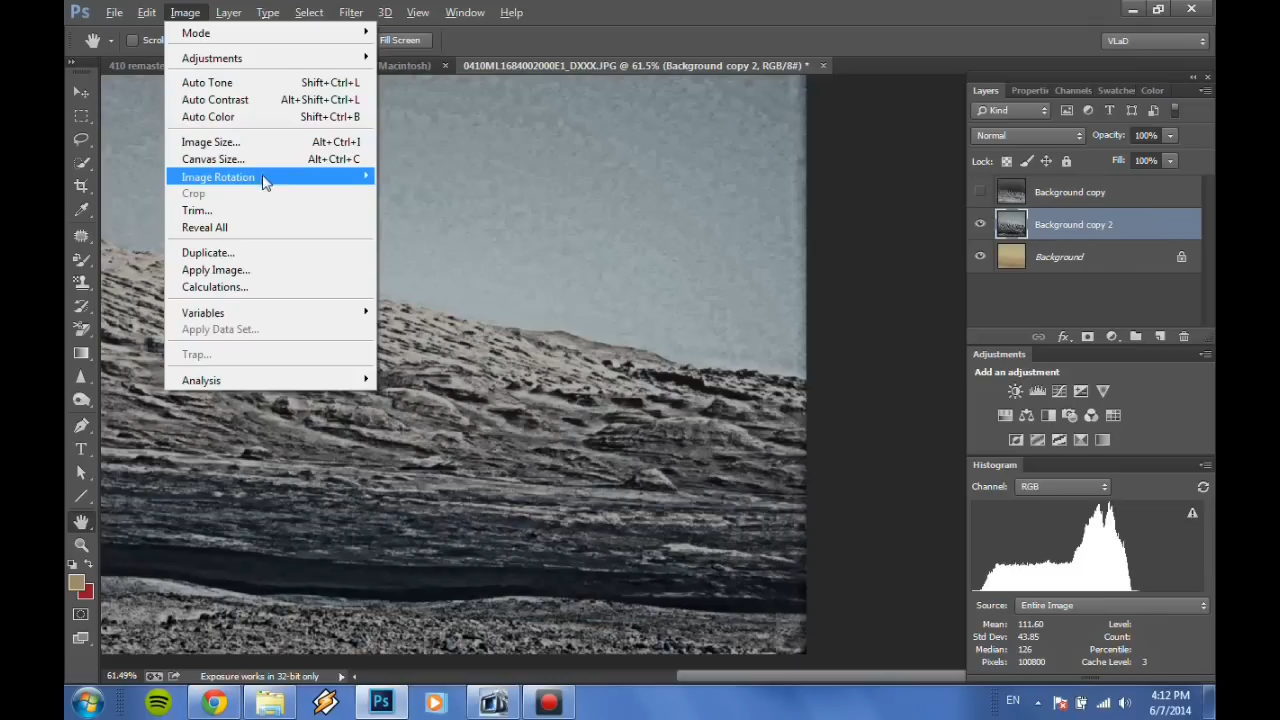 Ps File Edit Image Layer Type Select Filter 3D View Window Help
Scrol Fill Screen VLaD
410 remaste Macintosh) × 0410ML1684002000E1_DXXX.JPG @ 61.5% (Background copy 2, RGB/8#) * ×
Mode
Adjustments
Auto Tone Shift+Ctrl+L
Auto Contrast Alt+Shift+Ctrl+L
Auto Color Shift+Ctrl+B
Image Size... Alt+Ctrl+I
Canvas Size... Alt+Ctrl+C
Image Rotation
Crop
Trim...
Reveal All
Duplicate...
Apply Image...
Calculations...
Variables
Apply Data Set...
Trap...
Analysis
Layers Properti Channels Swatche Color
Kind
Normal Opacity: 100%
Lock: Fill: 100%
Background copy
Background copy 2
Background
fx
Adjustments
Add an adjustment
Histogram
Channel: RGB
Source: Entire Image
Mean: 111.60 Level:
Std Dev: 43.85 Count:
Median: 126 Percentile:
Pixels: 100800 Cache Level: 3
61.49% Exposure works in 32-bit only
Ps EN 4:12 PM
6/7/2014